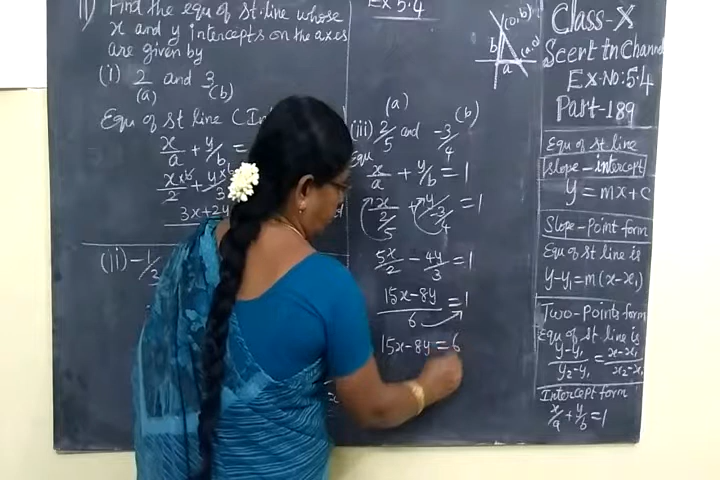 11) Find the equ of st.line whose
x and y intercepts on the axes
are given by
(i) 2 and 3
(a) (b)
Equ of st line (In
x/a + y/b =
3x+2y
(ii) -1/
Ex 5.4
(a) (b)
(iii) 2/5 and -3/4
Equ
x/a + y/b = 1
x/(2/5) + y/(-3/4) = 1
5x/2 - 4y/3 = 1
15x-8y/6 = 1
15x-8y = 6
(0,b)
b
(a,0)
a
Class-X
Scert tn Channel
Ex.No:5.4
Part-189
Equ of st line
slope-intercept
y = mx+c
Slope-Point form
Equ of st line is
y-y₁=m(x-x₁)
Two-Points form
Equ of st line is
y-y₁/y₂-y₁ = x-x₁/x₂-x₁
Intercept form
x/a + y/b = 1